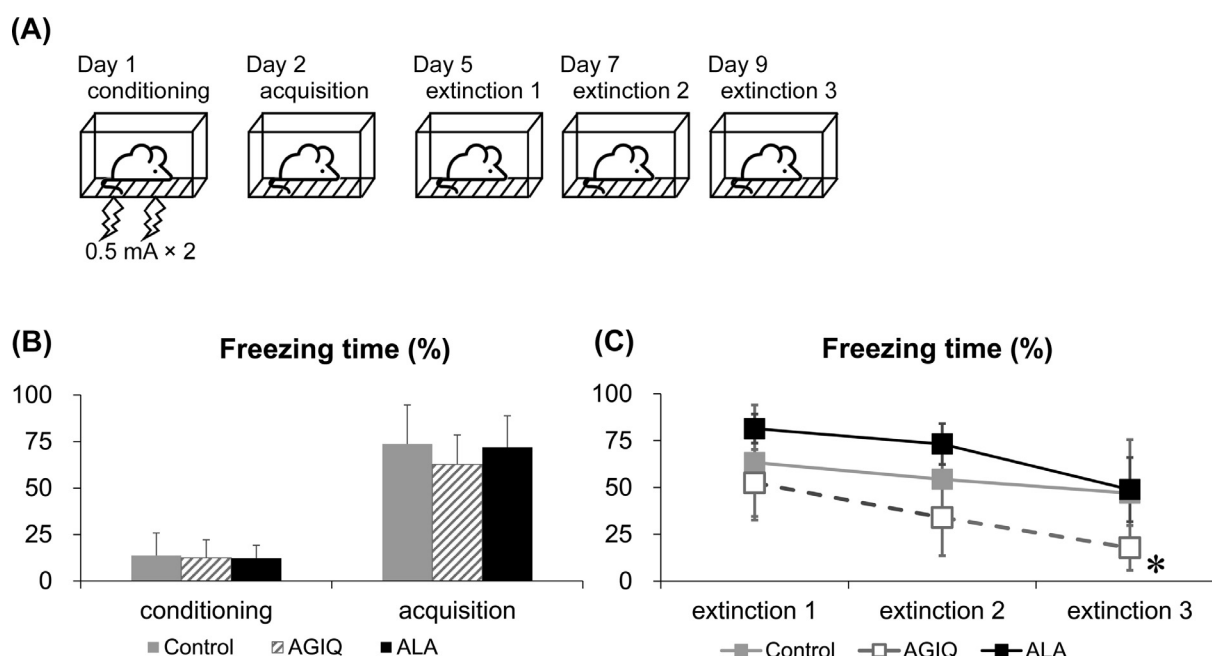 (A)
Day 1 Day 2 Day 5 Day 7 Day 9
conditioning acquisition extinction 1 extinction 2 extinction 3
0.5 mA × 2
(B)
Freezing time (%)
100
75
50
25
0
conditioning acquisition
Control AGIQ ALA
(C)
Freezing time (%)
100
75
50
25
0
*
extinction 1 extinction 2 extinction 3
Control AGIQ ALA